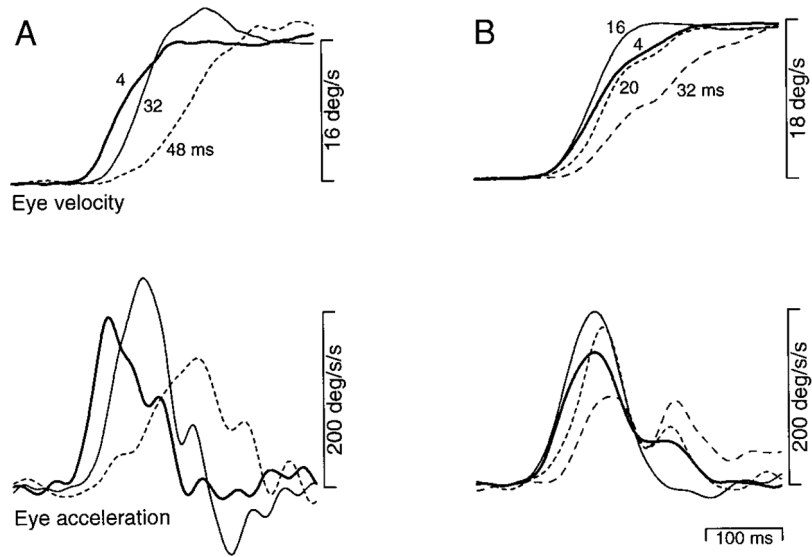 A
4
32
48 ms
16 deg/s
Eye velocity
B
16
4
20
32 ms
18 deg/s
200 deg/s/s
Eye acceleration
200 deg/s/s
100 ms